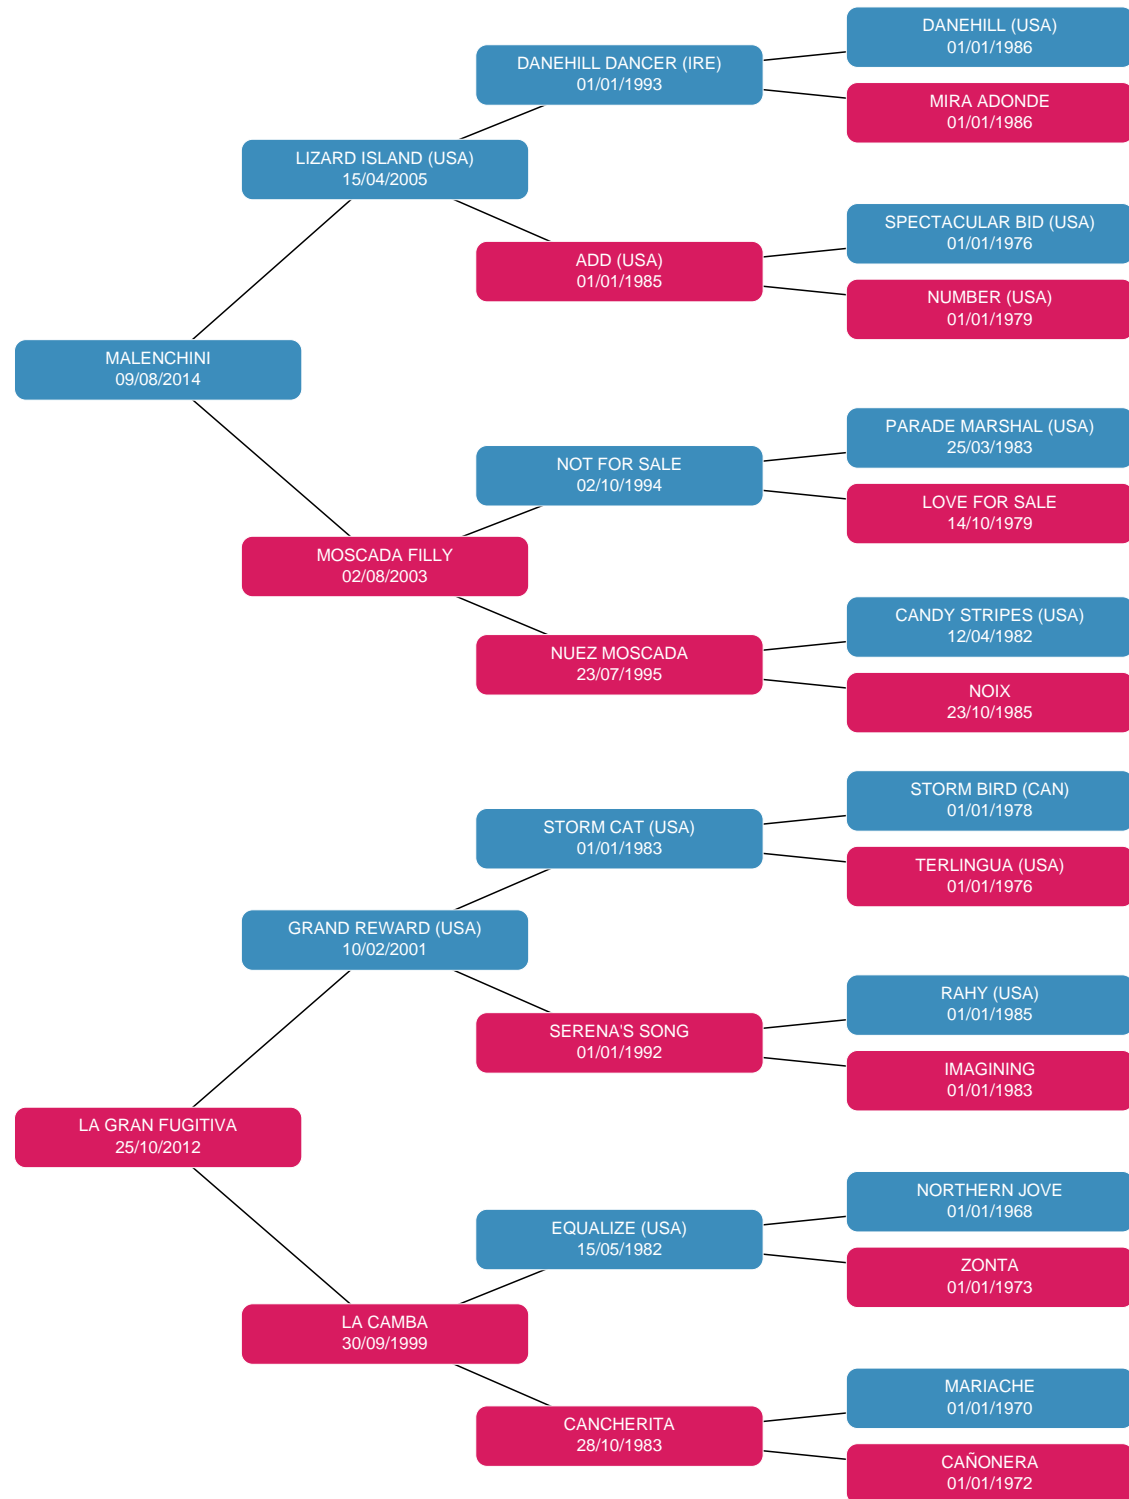 DANEHILL (USA)
01/01/1986
DANEHILL DANCER (IRE)
01/01/1993
MIRA ADONDE
01/01/1986
LIZARD ISLAND (USA)
15/04/2005
SPECTACULAR BID (USA)
01/01/1976
ADD (USA)
01/01/1985
NUMBER (USA)
01/01/1979
MALENCHINI
09/08/2014
PARADE MARSHAL (USA)
25/03/1983
NOT FOR SALE
02/10/1994
LOVE FOR SALE
14/10/1979
MOSCADA FILLY
02/08/2003
CANDY STRIPES (USA)
12/04/1982
NUEZ MOSCADA
23/07/1995
NOIX
23/10/1985
STORM BIRD (CAN)
01/01/1978
STORM CAT (USA)
01/01/1983
TERLINGUA (USA)
01/01/1976
GRAND REWARD (USA)
10/02/2001
RAHY (USA)
01/01/1985
SERENA'S SONG
01/01/1992
IMAGINING
01/01/1983
LA GRAN FUGITIVA
25/10/2012
NORTHERN JOVE
01/01/1968
EQUALIZE (USA)
15/05/1982
ZONTA
01/01/1973
LA CAMBA
30/09/1999
MARIACHE
01/01/1970
CANCHERITA
28/10/1983
CAÑONERA
01/01/1972